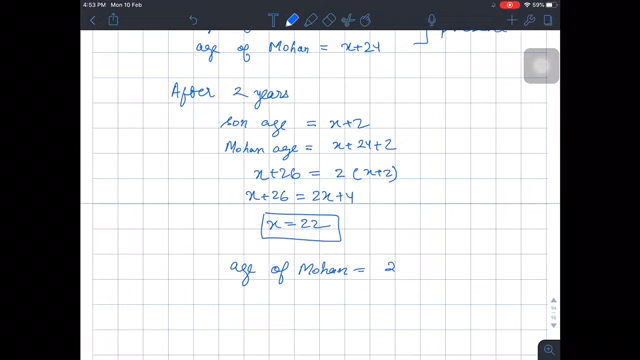 4:53 PM Mon 10 Feb
59%
age of Mohan = x+24
After 2 years
son age = x+2
Mohan age = x+24+2
x+26 = 2 (x+2)
x+26 = 2x+4
x = 22
age of Mohan = 2